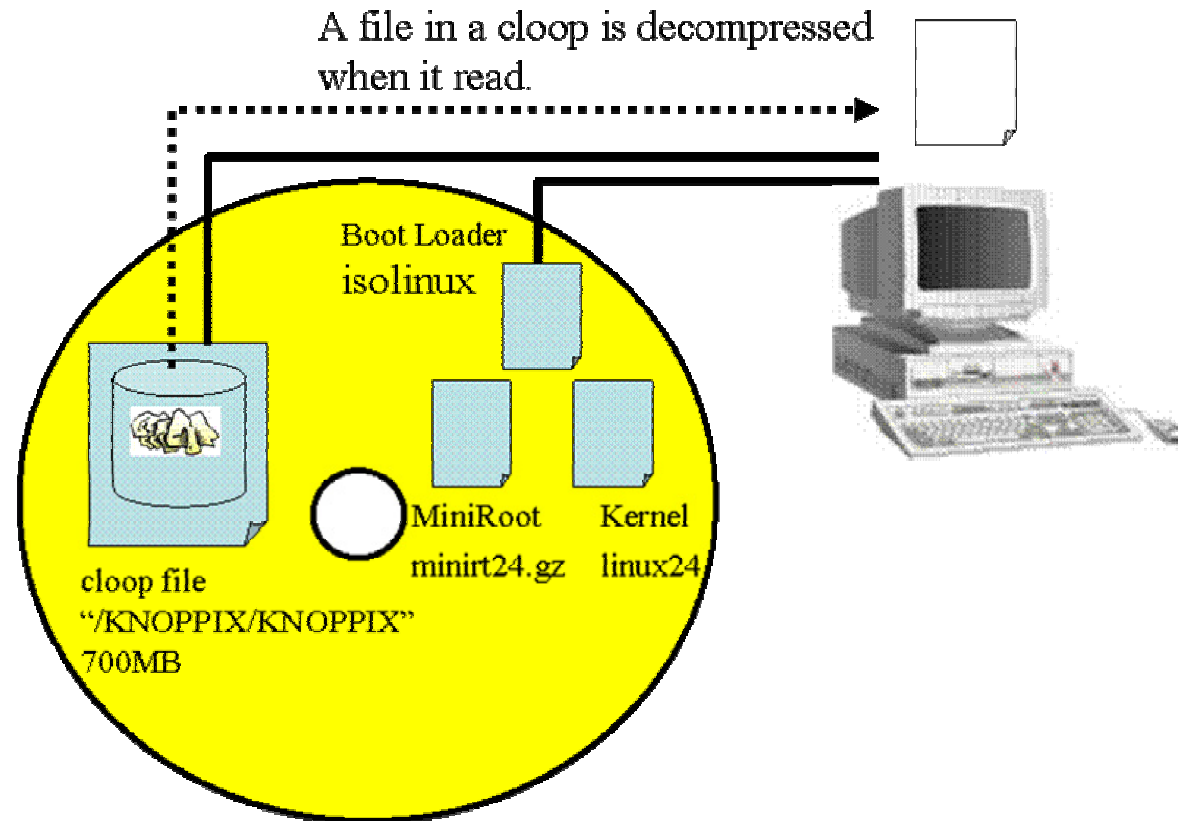 A file in a cloop is decompressed
when it read.
Boot Loader
isolinux
MiniRoot
minirt24.gz
Kernel
linux24
cloop file
“/KNOPPIX/KNOPPIX”
700MB